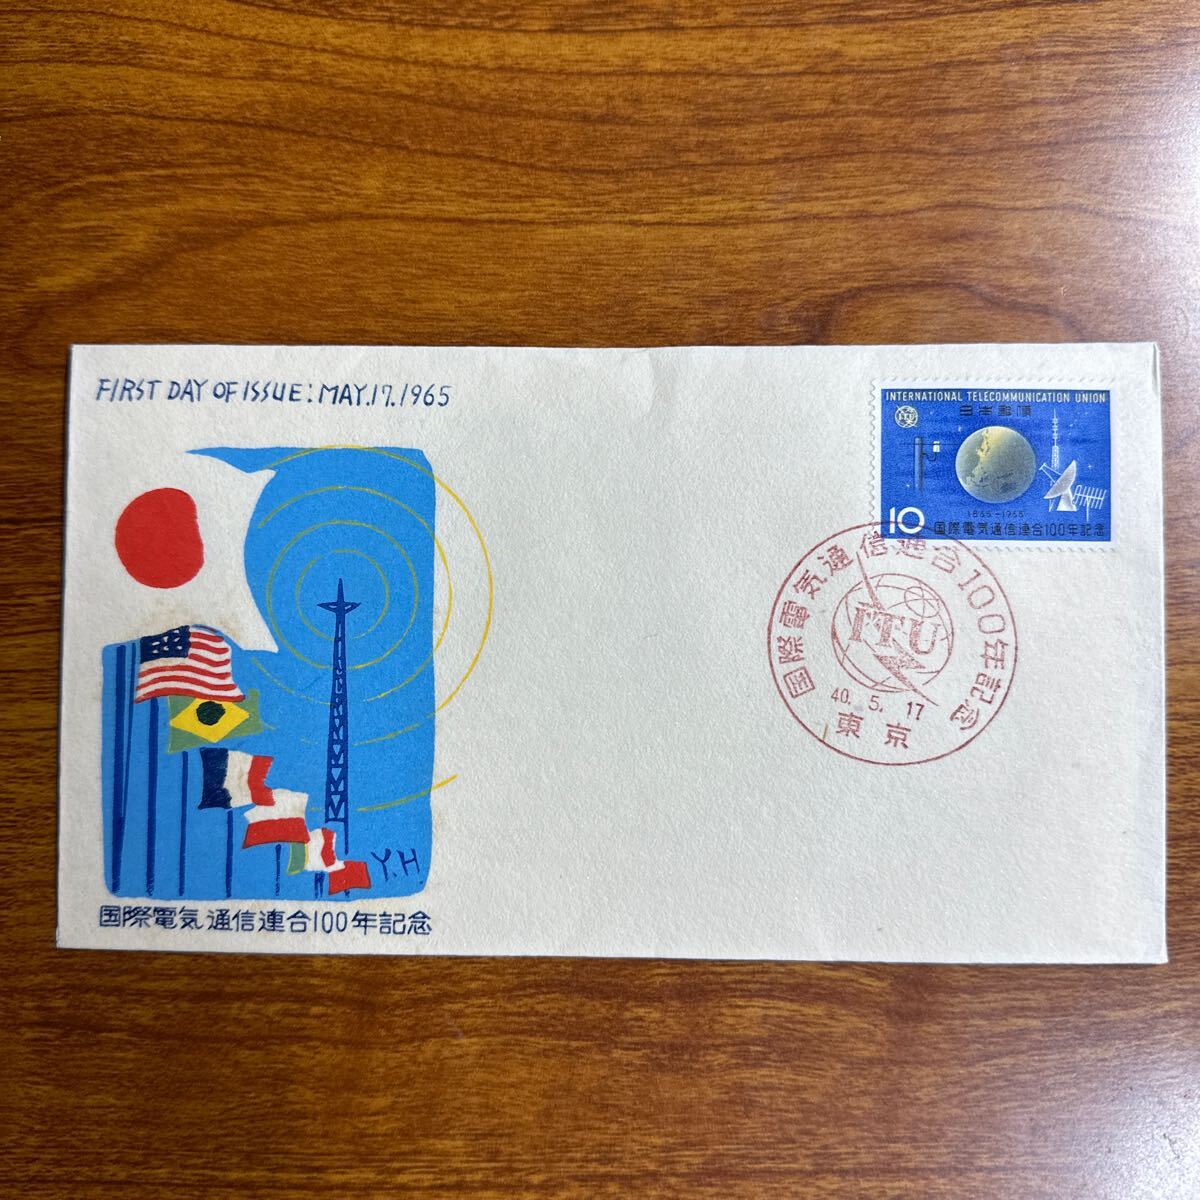 FIRST DAY OF ISSUE: MAY.17.1965
Y.H.
国際電気通信連合100年記念
INTERNATIONAL TELECOMMUNICATION UNION
日本郵便
1865-1965
10
国際電気通信連合100年記念
国際電気通信連合100年記念
ITU
40. 5. 17
東京